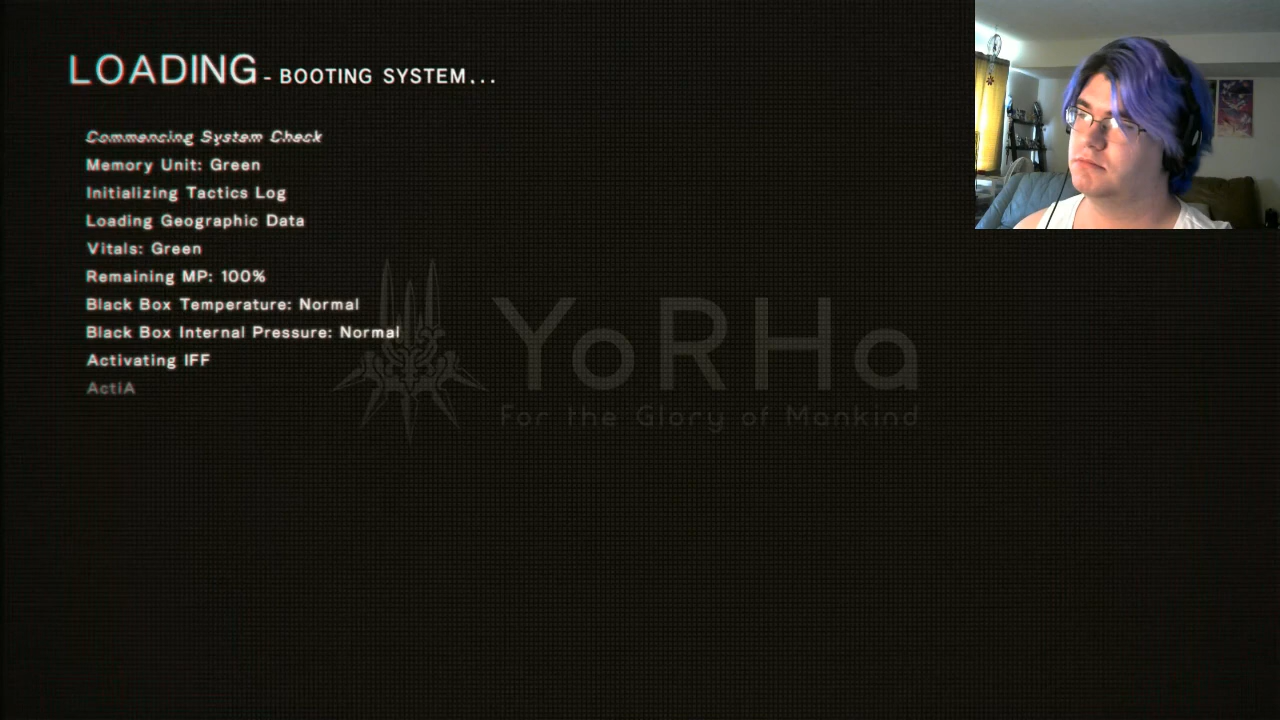 LOADING - BOOTING SYSTEM...
Commencing System Check
Memory Unit: Green
Initializing Tactics Log
Loading Geographic Data
Vitals: Green
Remaining MP: 100%
Black Box Temperature: Normal
Black Box Internal Pressure: Normal
Activating IFF
ActiA
YoRHa
For the Glory of Mankind